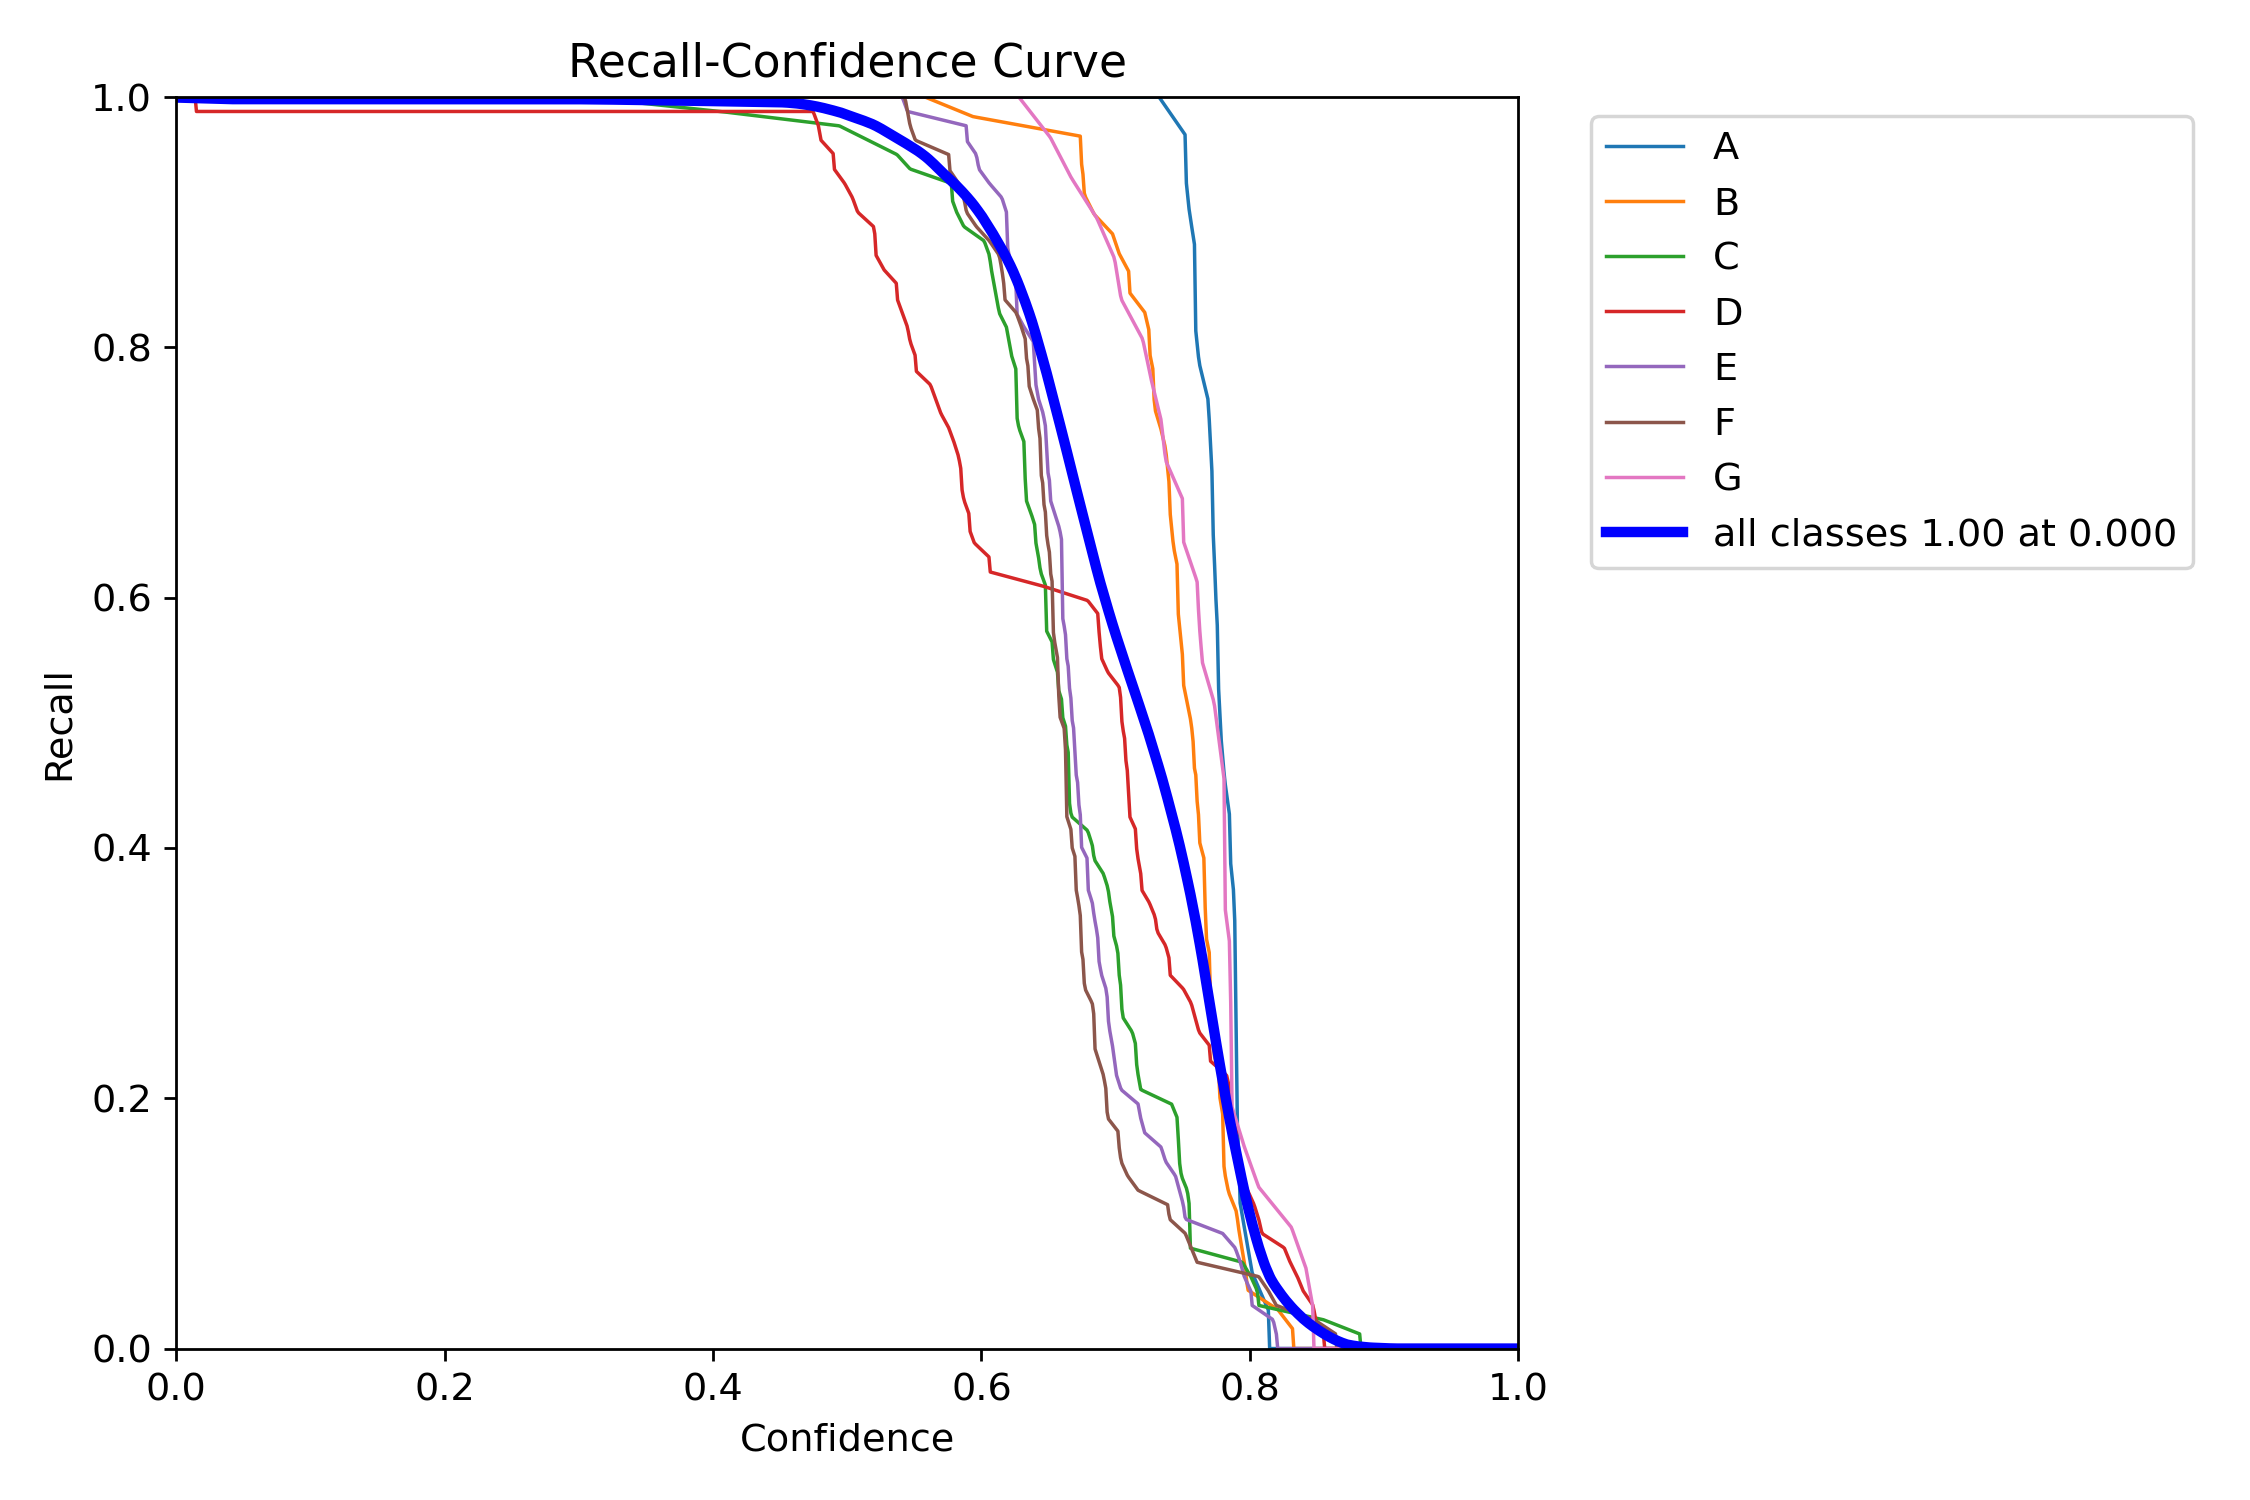 Recall-Confidence Curve
1.0
0.8
0.6
0.4
0.2
0.0
Recall
0.0 0.2 0.4 0.6 0.8 1.0
Confidence
A
B
C
D
E
F
G
all classes 1.00 at 0.000